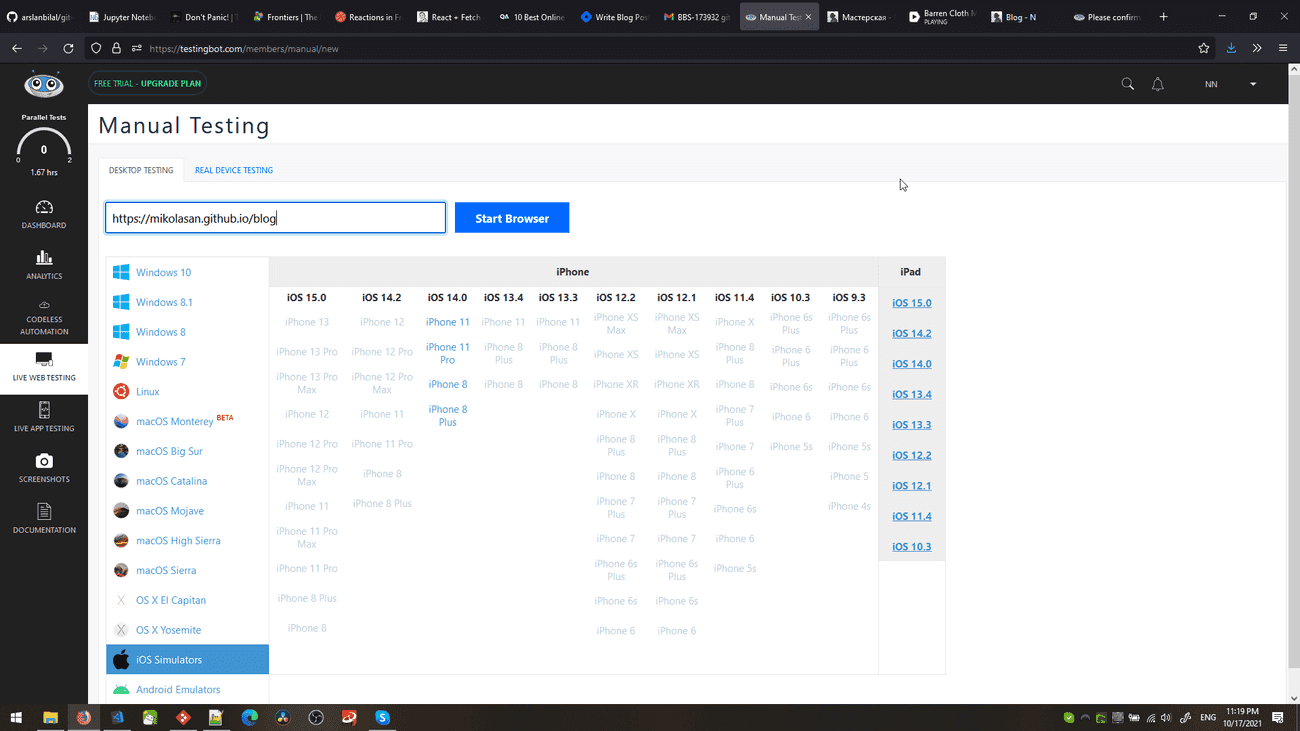 arslanbilal/git-
Jupyter Noteb
Don't Panic! | T
Frontiers | The
Reactions in Fr
React + Fetch
10 Best Online
Write Blog Pos
BBS-173932 git
Manual Test
Мастерская -
Barren Cloth M
PLAYING
Blog - N
Please confirm
https://testingbot.com/members/manual/new
FREE TRIAL - UPGRADE PLAN
NN
Parallel Tests
0
0 2
1.67 hrs
DASHBOARD
ANALYTICS
CODELESS
AUTOMATION
LIVE WEB TESTING
LIVE APP TESTING
SCREENSHOTS
DOCUMENTATION
Manual Testing
DESKTOP TESTING REAL DEVICE TESTING
https://mikolasan.github.io/blog
Start Browser
Windows 10
Windows 8.1
Windows 8
Windows 7
Linux
macOS Monterey BETA
macOS Big Sur
macOS Catalina
macOS Mojave
macOS High Sierra
macOS Sierra
OS X El Capitan
OS X Yosemite
iOS Simulators
Android Emulators
iPhone
iOS 15.0
iPhone 13
iPhone 13 Pro
iPhone 13 Pro
Max
iPhone 12
iPhone 12 Pro
iPhone 12 Pro
Max
iPhone 11
iPhone 11 Pro
Max
iPhone 11 Pro
iPhone 8 Plus
iPhone 8
iOS 14.2
iPhone 12
iPhone 12 Pro
iPhone 12 Pro
Max
iPhone 11
iPhone 11 Pro
iPhone 8
iPhone 8 Plus
iOS 14.0
iPhone 11
iPhone 11
Pro
iPhone 8
iPhone 8
Plus
iOS 13.4
iPhone 11
iPhone 8
Plus
iPhone 8
iOS 13.3
iPhone 11
iPhone 8
Plus
iPhone 8
iOS 12.2
iPhone XS
Max
iPhone XS
iPhone XR
iPhone X
iPhone 8
Plus
iPhone 8
iPhone 7
Plus
iPhone 7
iPhone 6s
Plus
iPhone 6s
iPhone 6
iOS 12.1
iPhone XS
Max
iPhone XS
iPhone XR
iPhone X
iPhone 8
Plus
iPhone 8
iPhone 7
Plus
iPhone 7
iPhone 6s
Plus
iPhone 6s
iPhone 6
iOS 11.4
iPhone X
iPhone 8
Plus
iPhone 8
iPhone 7
Plus
iPhone 7
iPhone 6
Plus
iPhone 6s
iPhone 6
iPhone 5s
iOS 10.3
iPhone 6s
Plus
iPhone 6
Plus
iPhone 6s
iPhone 6
iPhone 5s
iOS 9.3
iPhone 6s
Plus
iPhone 6
Plus
iPhone 6s
iPhone 6
iPhone 5s
iPhone 5
iPhone 4s
iPad
iOS 15.0
iOS 14.2
iOS 14.0
iOS 13.4
iOS 13.3
iOS 12.2
iOS 12.1
iOS 11.4
iOS 10.3
ENG
11:19 PM
10/17/2021